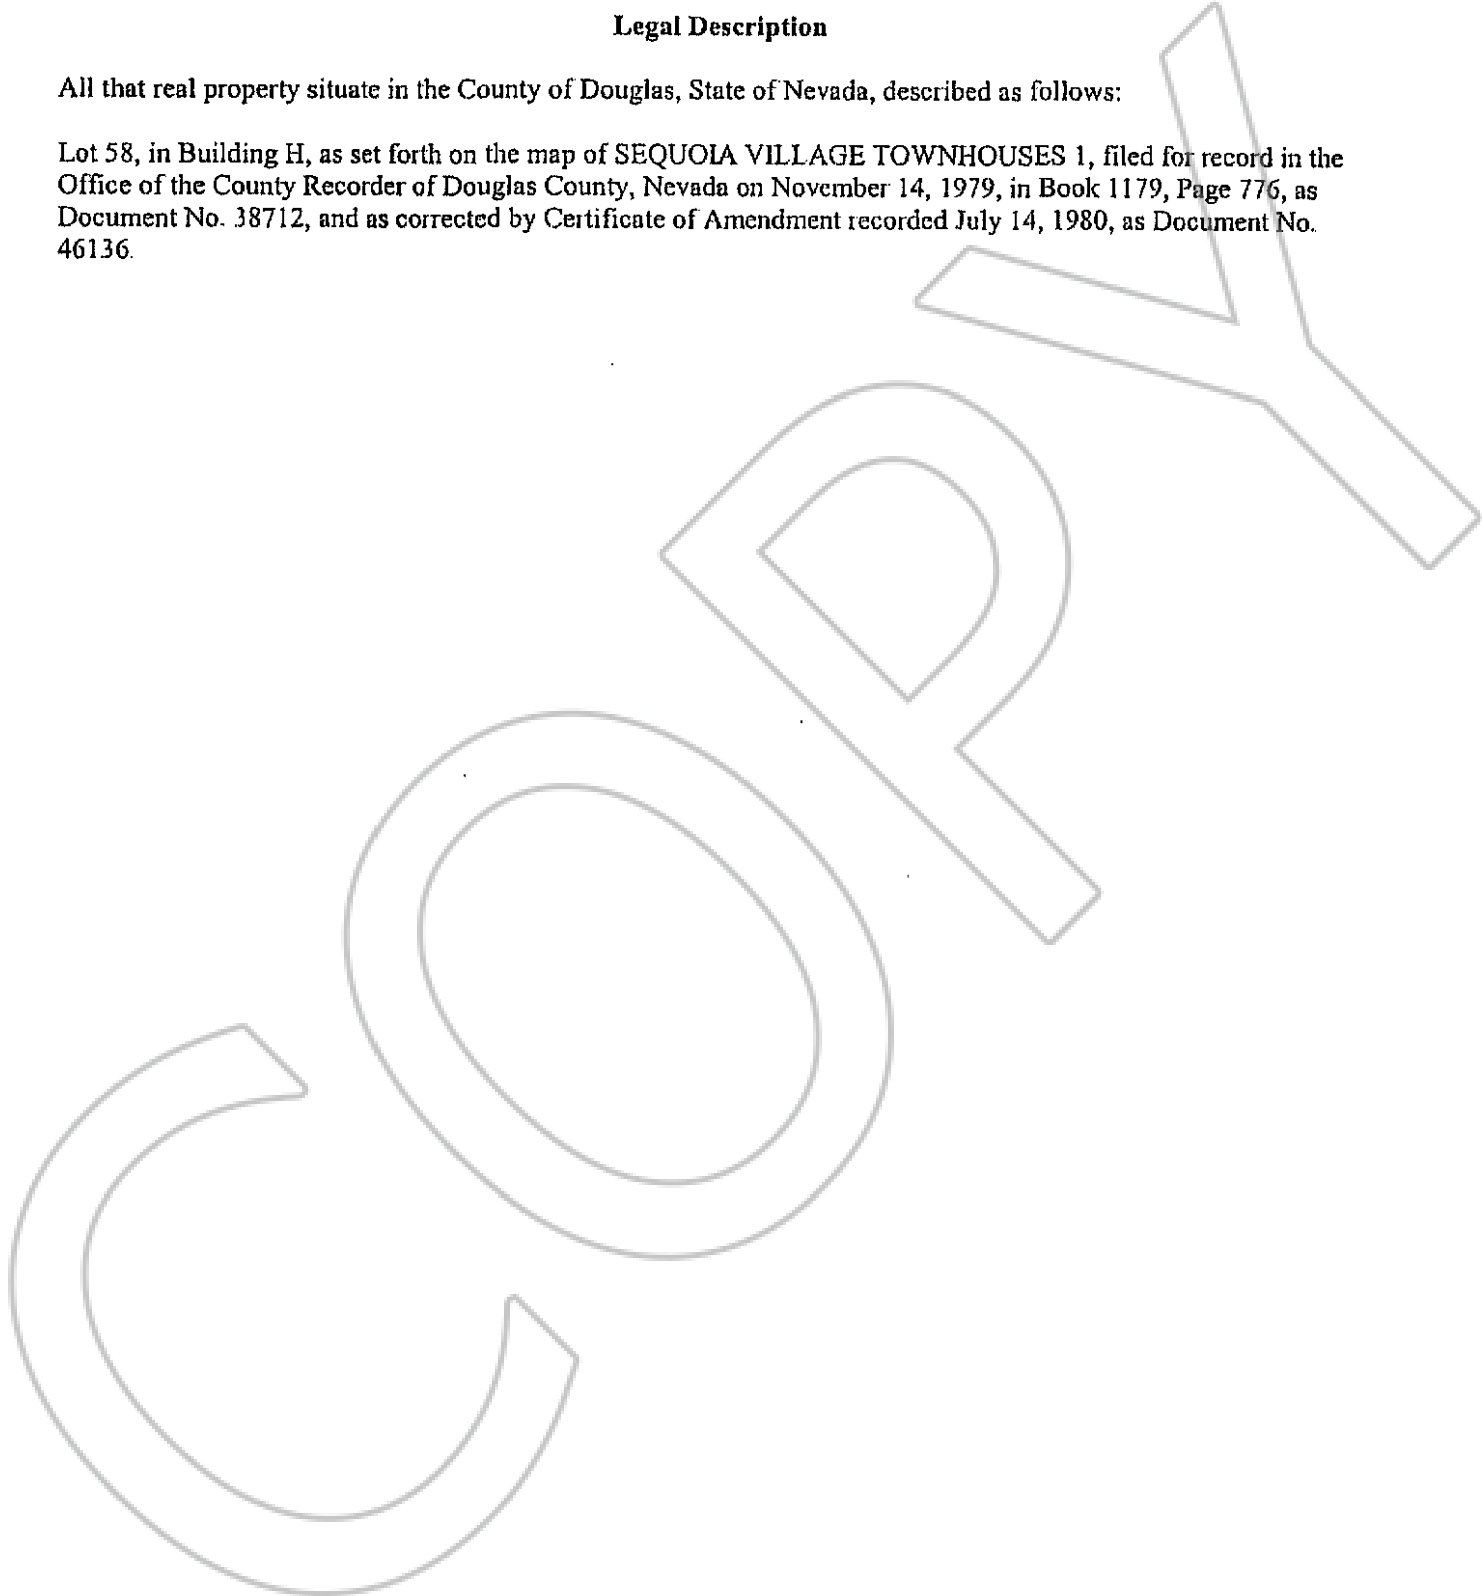 Legal Description
All that real property situate in the County of Douglas, State of Nevada, described as follows:
Lot 58, in Building H, as set forth on the map of SEQUOIA VILLAGE TOWNHOUSES 1, filed for record in the
Office of the County Recorder of Douglas County, Nevada on November 14, 1979, in Book 1179, Page 776, as
Document No. 38712, and as corrected by Certificate of Amendment recorded July 14, 1980, as Document No.
46136.
COPY